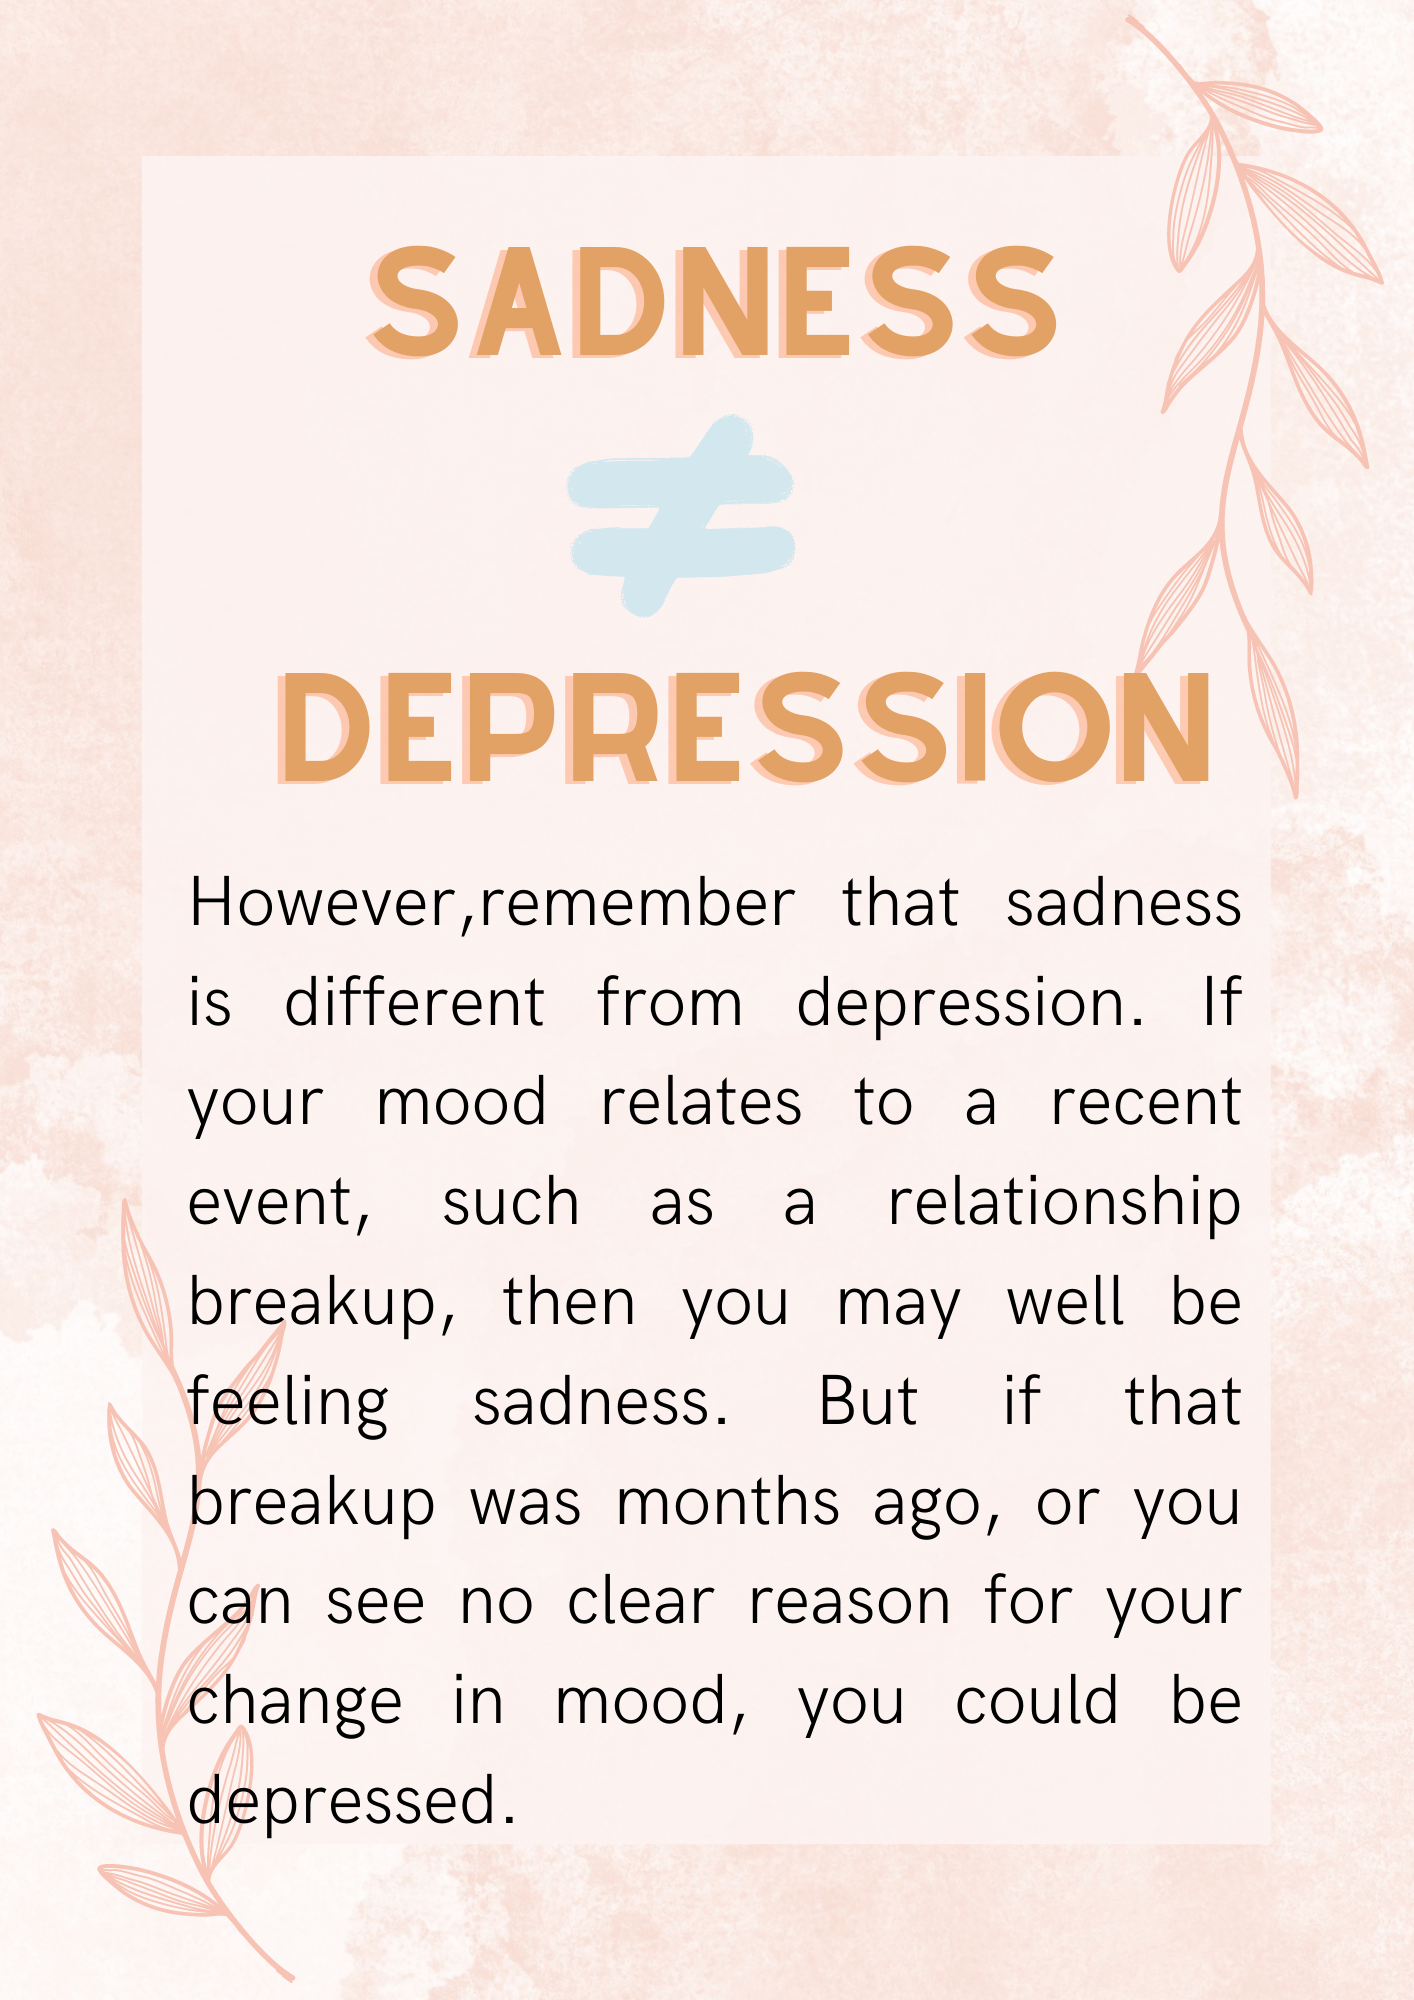 SADNESS
≠
DEPRESSION
However,remember that sadness
is different from depression. If
your mood relates to a recent
event, such as a relationship
breakup, then you may well be
feeling sadness. But if that
breakup was months ago, or you
can see no clear reason for your
change in mood, you could be
depressed.